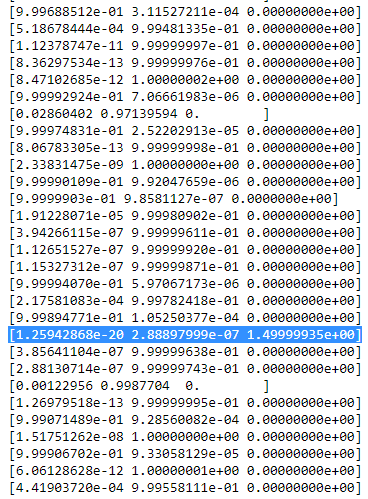 [9.99688512e-01 3.11527211e-04 0.00000000e+00]
[5.18678444e-04 9.99481335e-01 0.00000000e+00]
[1.12378747e-11 9.99999997e-01 0.00000000e+00]
[8.36297534e-13 9.99999976e-01 0.00000000e+00]
[8.47102685e-12 1.00000002e+00 0.00000000e+00]
[9.99992924e-01 7.06661983e-06 0.00000000e+00]
[0.02860402 0.97139594 0.        ]
[9.99974831e-01 2.52202913e-05 0.00000000e+00]
[8.06783305e-13 9.99999998e-01 0.00000000e+00]
[2.33831475e-09 1.00000000e+00 0.00000000e+00]
[9.99990109e-01 9.92047659e-06 0.00000000e+00]
[9.9999903e-01 9.8581127e-07 0.0000000e+00]
[1.91228071e-05 9.99980902e-01 0.00000000e+00]
[3.94266115e-07 9.99999611e-01 0.00000000e+00]
[1.12651527e-07 9.99999920e-01 0.00000000e+00]
[1.15327312e-07 9.99999871e-01 0.00000000e+00]
[9.99994070e-01 5.97067173e-06 0.00000000e+00]
[2.17581083e-04 9.99782418e-01 0.00000000e+00]
[9.99894771e-01 1.05250377e-04 0.00000000e+00]
[1.25942868e-20 2.88897999e-07 1.49999935e+00]
[3.85641104e-07 9.99999638e-01 0.00000000e+00]
[2.88130714e-07 9.99999743e-01 0.00000000e+00]
[0.00122956 0.9987704  0.        ]
[1.26979518e-13 9.99999995e-01 0.00000000e+00]
[9.99071489e-01 9.28560082e-04 0.00000000e+00]
[1.51751262e-08 1.00000000e+00 0.00000000e+00]
[9.99906702e-01 9.33058129e-05 0.00000000e+00]
[6.06128628e-12 1.00000001e+00 0.00000000e+00]
[4.41903720e-04 9.99558111e-01 0.00000000e+00]